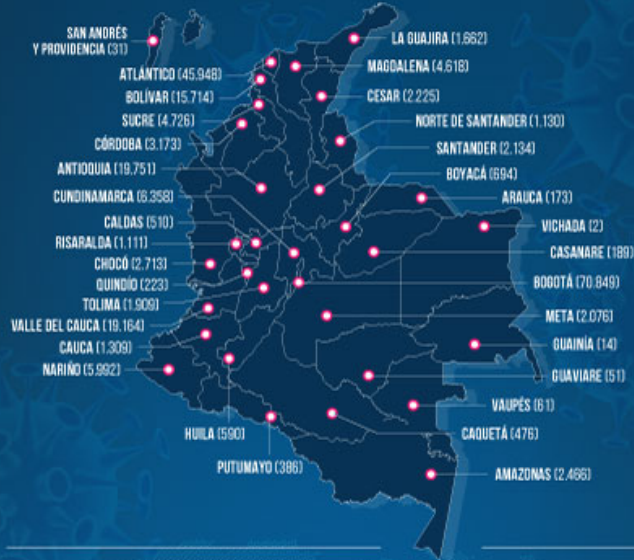 SAN ANDRÉS
Y PROVIDENCIA (31)
ATLÁNTICO (45.948)
BOLÍVAR (15.714)
SUCRE (4.726)
CÓRDOBA (3.173)
ANTIOQUIA (19.751)
CUNDINAMARCA (6.358)
CALDAS (510)
RISARALDA (1.111)
CHOCÓ (2.713)
QUINDÍO (223)
TOLIMA (1.909)
VALLE DEL CAUCA (19.164)
CAUCA (1.309)
NARIÑO (5.992)
HUILA (590)
PUTUMAYO (386)
LA GUAJIRA (1.662)
MAGDALENA (4.618)
CESAR (2.225)
NORTE DE SANTANDER (1.130)
SANTANDER (2.134)
BOYACÁ (694)
ARAUCA (173)
VICHADA (2)
CASANARE (189)
BOGOTÁ (70.849)
META (2.076)
GUAINÍA (14)
GUAVIARE (51)
VAUPÉS (61)
CAQUETÁ (476)
AMAZONAS (2.466)